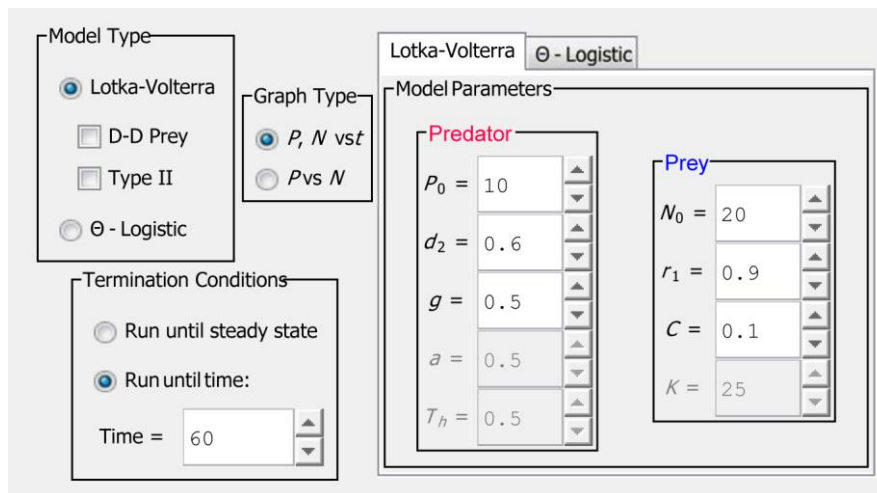 Model Type
Lotka-Volterra
D-D Prey
Type II
Θ - Logistic
Graph Type
P, N vst
Pvs N
Termination Conditions
Run until steady state
Run until time:
Time = 60
Lotka-Volterra Θ - Logistic
Model Parameters
Predator
P₀ = 10
d₂ = 0.6
g = 0.5
a = 0.5
Tₕ = 0.5
Prey
N₀ = 20
r₁ = 0.9
C = 0.1
K = 25